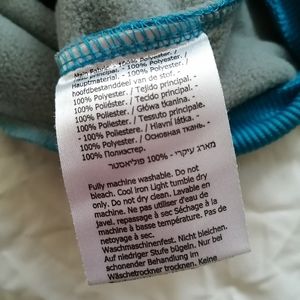 Main Fabric - 100% Polyester. /
Hauptmaterial. - 100% Polyester. /
hoofdbestanddeel van de stof. -
100% Polyester. / Tejido principal. -
100% Poliéster. / Tecido principal. -
100% Poliéster. / Główna tkanina. -
100% Poliester. / Tessuto principale.
- 100% Poliestere. / Hlavní látka. -
100% Polyester. / Основная ткань. -
100% Полиэстер.
מארג עיקרי - 100% פוליאסטר
Fully machine washable. Do not
bleach. Cool iron Light tumble dry
only. Do not dry clean. Lavable en
machine. Ne pas utiliser d'eau de
javel. repassage à sec Séchage à la
machine à basse température. Pas de
nettoyage à sec.
Waschmaschinenfest. Nicht bleichen.
Auf niedriger Stufe bügeln. Nur bei
schonender Behandlung im
Wäschetrockner trocknen. Keine